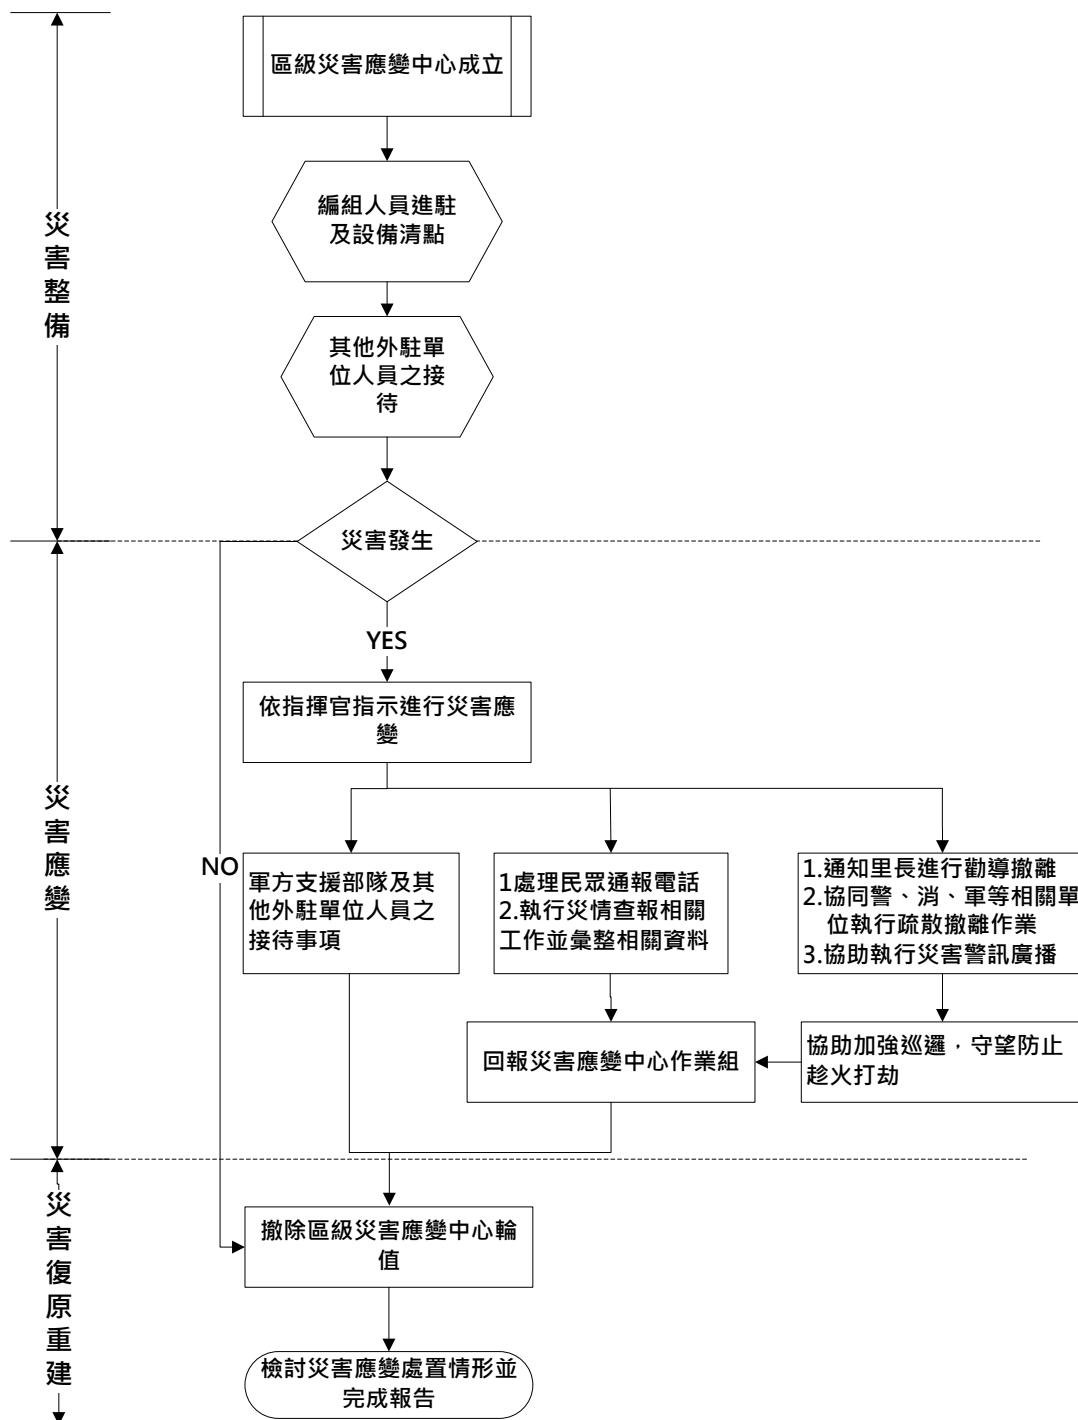 區級災害應變中心成立
編組人員進駐
及設備清點
災害整備
其他外駐單
位人員之接
待
災害發生
YES
依指揮官指示進行災害應
變
災害應變
NO
軍方支援部隊及其
他外駐單位人員之
接待事項
1處理民眾通報電話
2.執行災情查報相關
工作並彙整相關資料
1.通知里長進行勸導撤離
2.協同警、消、軍等相關單
位執行疏散撤離作業
3.協助執行災害警訊廣播
回報災害應變中心作業組
協助加強巡邏，守望防止
趁火打劫
災害復原重建
撤除區級災害應變中心輪
值
檢討災害應變處置情形並
完成報告